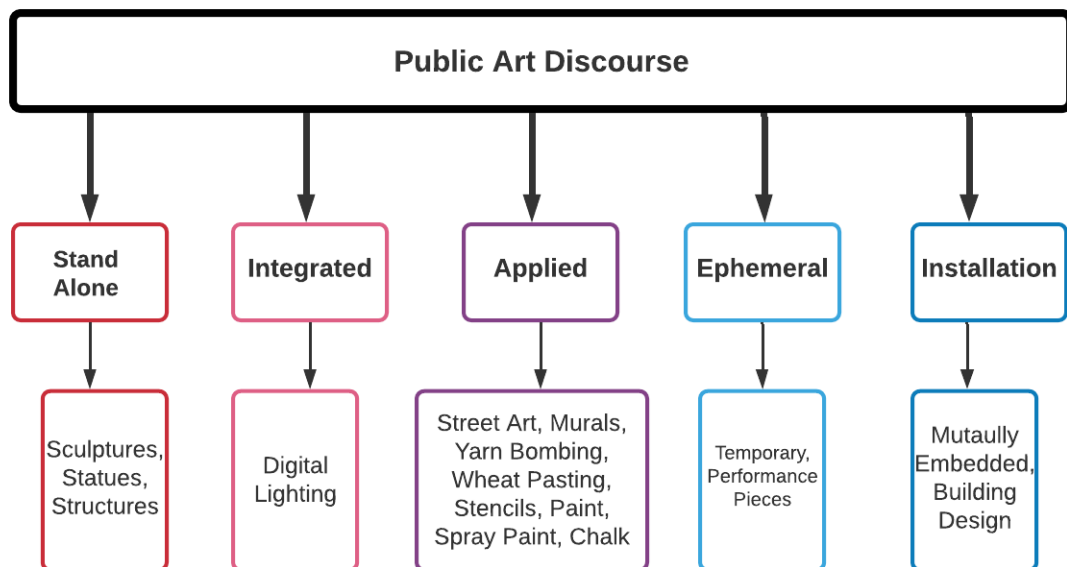 Public Art Discourse
Stand
Alone
Integrated
Applied
Ephemeral
Installation
Sculptures,
Statues,
Structures
Digital
Lighting
Street Art, Murals,
Yarn Bombing,
Wheat Pasting,
Stencils, Paint,
Spray Paint, Chalk
Temporary,
Performance
Pieces
Mutaully
Embedded,
Building
Design